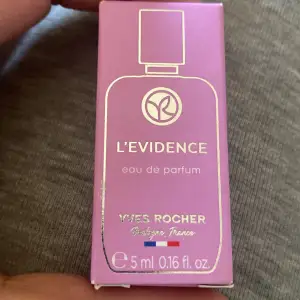 L'EVIDENCE
eau de parfum
YVES ROCHER
Bretagne, France
℮ 5 ml 0.16 fl. oz.